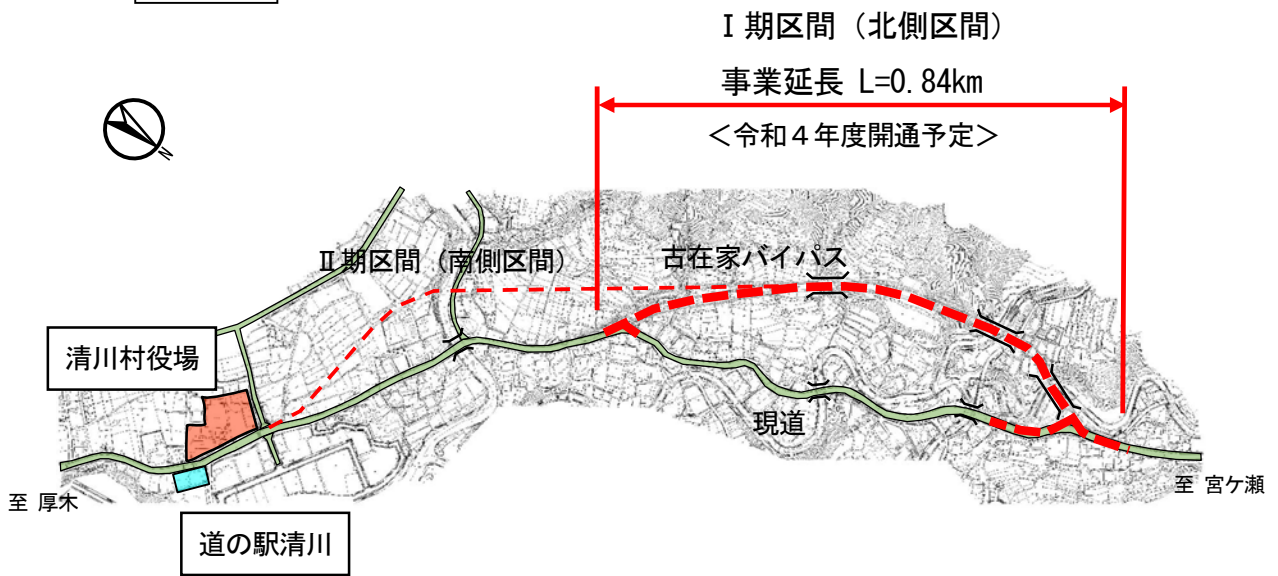 Ⅰ期区間（北側区間）
事業延長 L=0.84km
＜令和４年度開通予定＞
N
Ⅱ期区間（南側区間）
古在家バイパス
清川村役場
現道
至 厚木
至 宮ケ瀬
道の駅清川